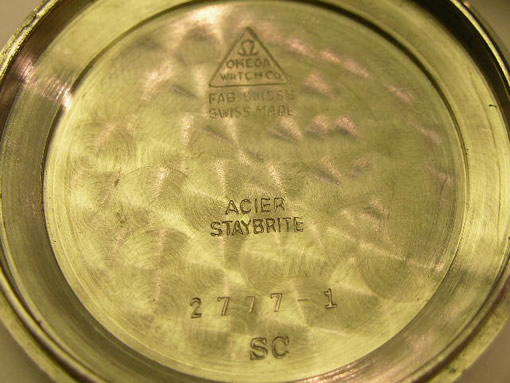 Ω
OMEGA
WATCH CO
FAB. SUISSE
SWISS MADE
ACIER
STAYBRITE
2777-1
SC